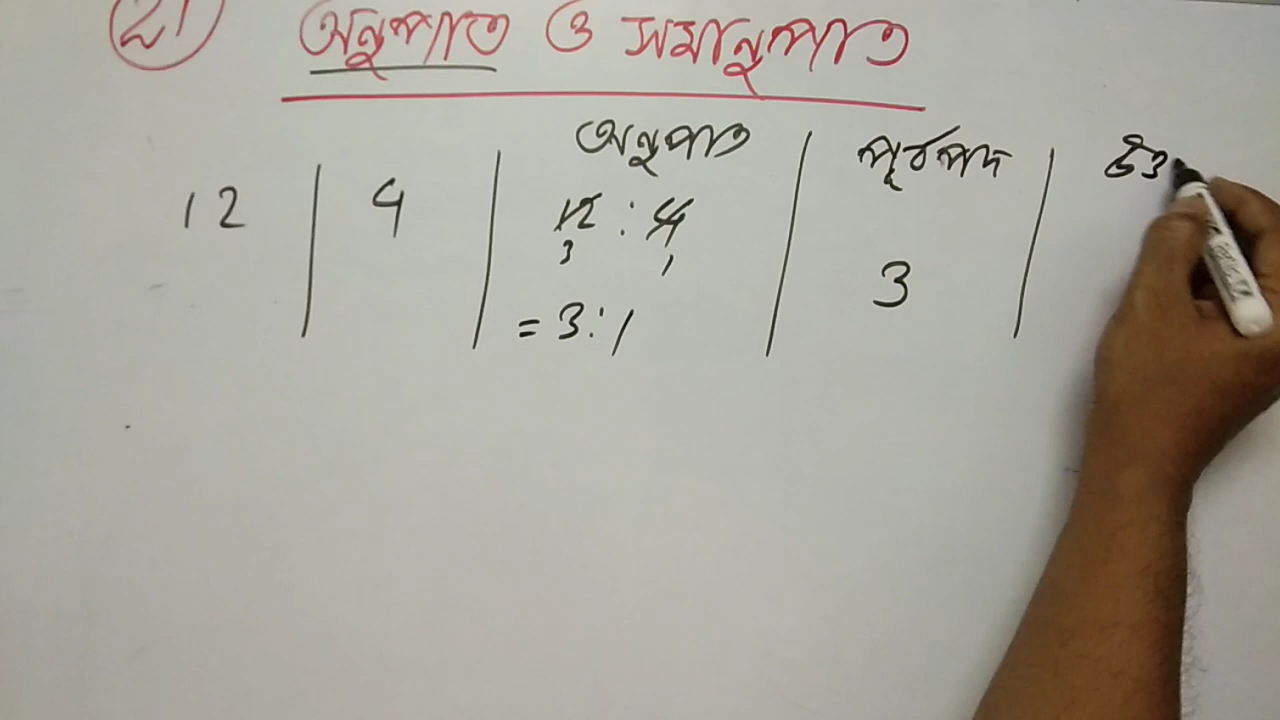 ২১ অনুপাত ও সমানুপাত
অনুপাত পূর্বপদ
12 4 12 : 4
3 1
= 3 : 1 3